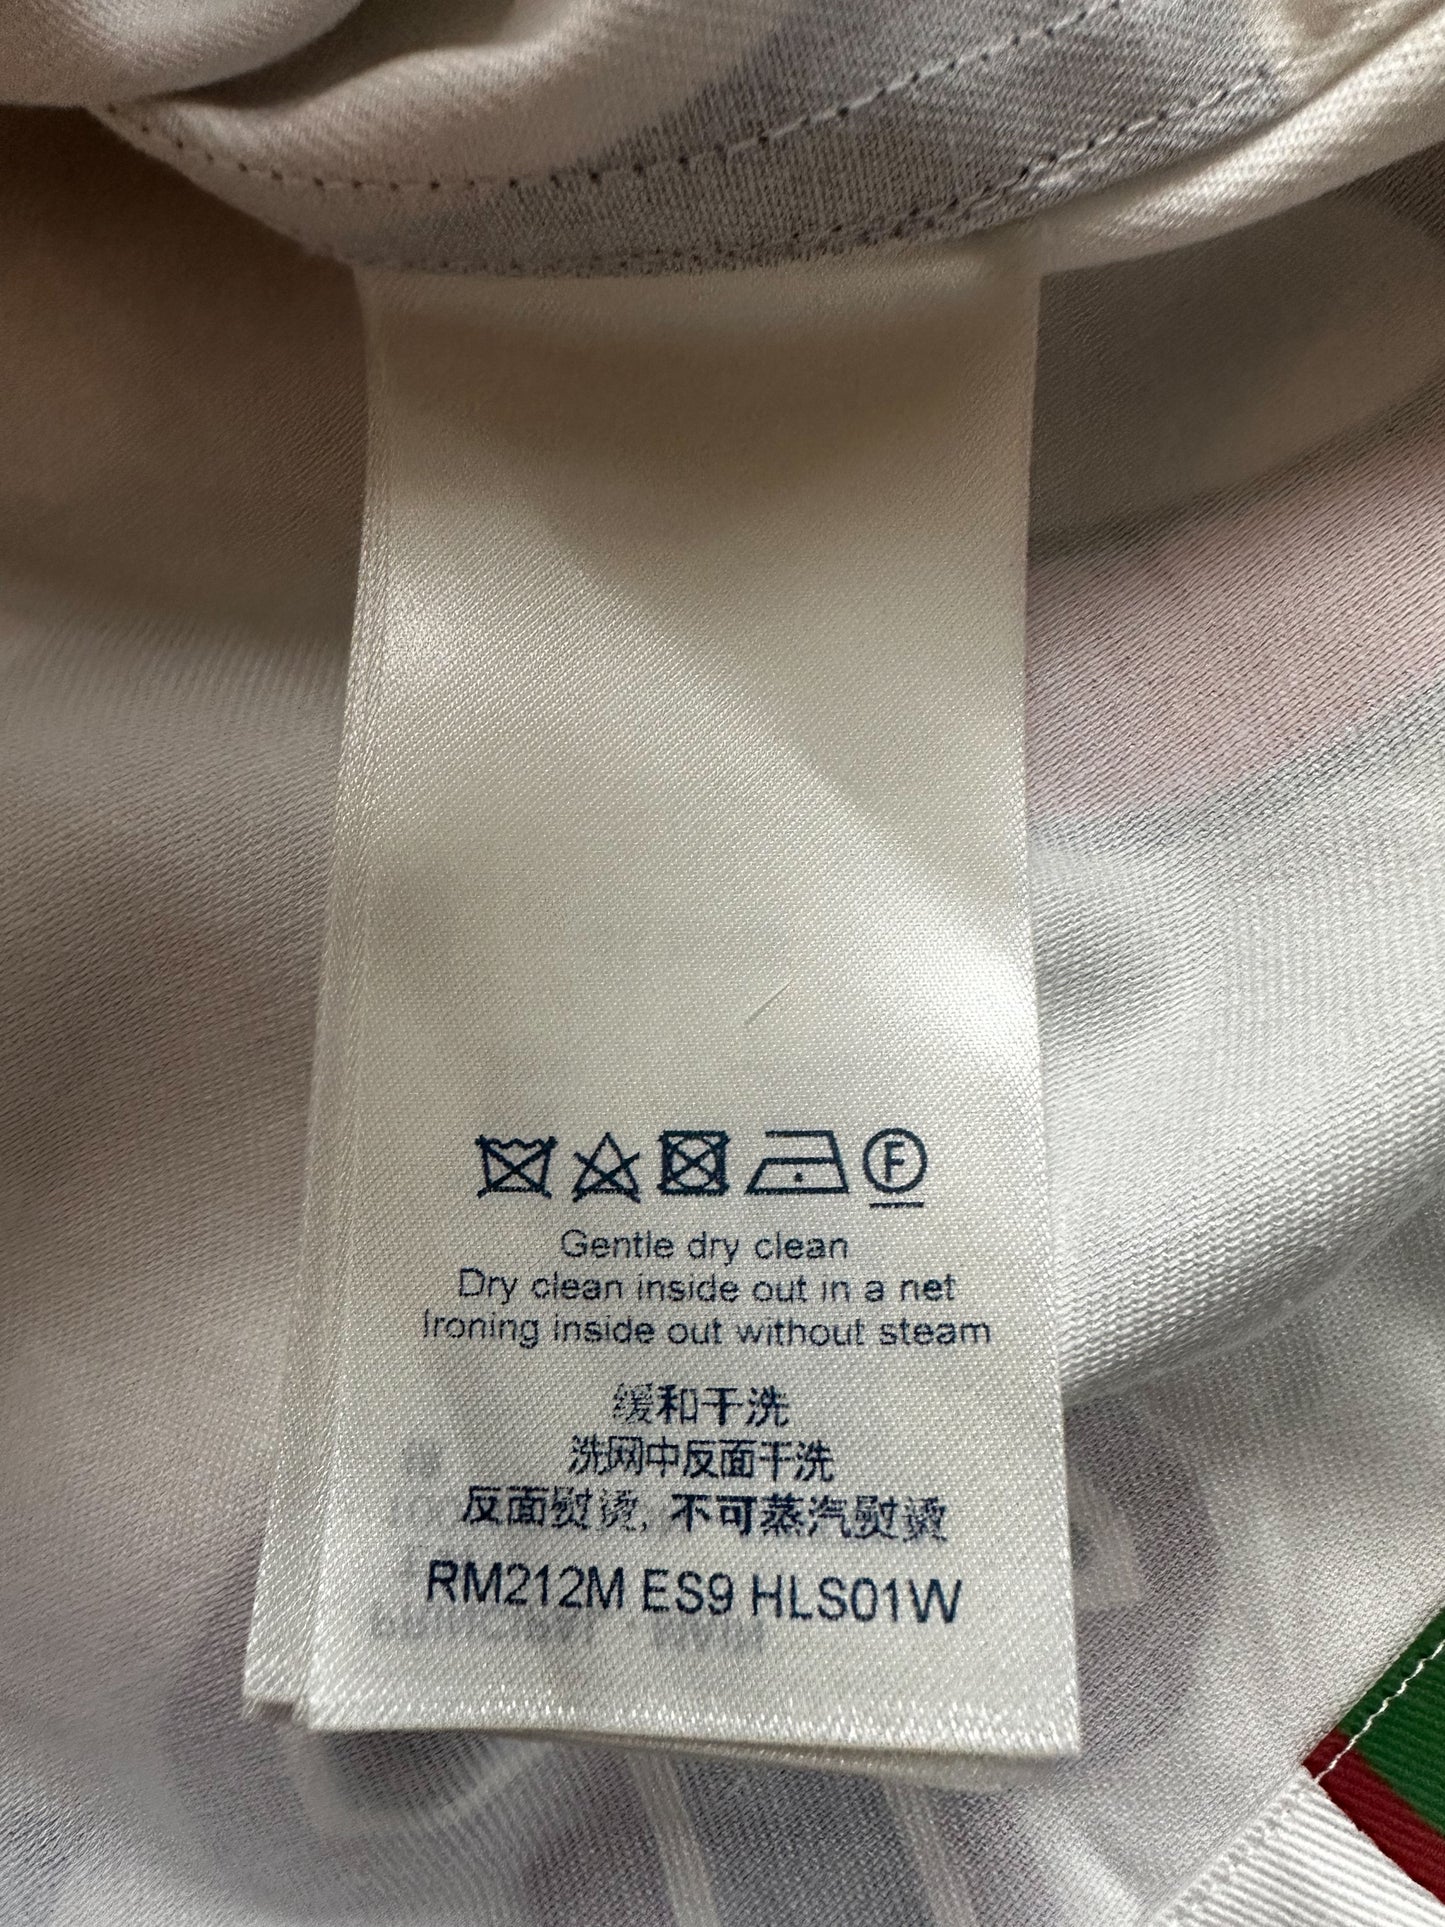 F
Gentle dry clean
Dry clean inside out in a net
Ironing inside out without steam
缓和干洗
洗网中反面干洗
反面熨烫, 不可蒸汽熨烫
RM212M ES9 HLS01W